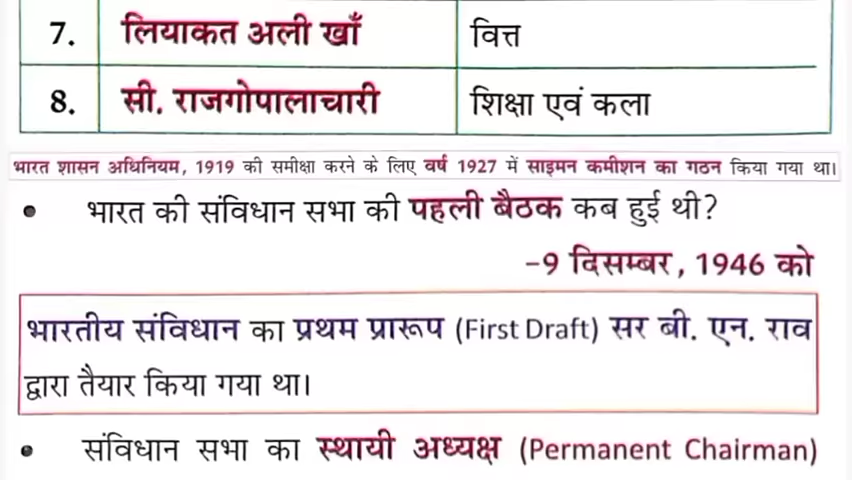 7. लियाकत अली खाँ वित्त
8. सी. राजगोपालाचारी शिक्षा एवं कला
भारत शासन अधिनियम, 1919 की समीक्षा करने के लिए वर्ष 1927 में साइमन कमीशन का गठन किया गया था।
• भारत की संविधान सभा की पहली बैठक कब हुई थी?
–9 दिसम्बर, 1946 को
भारतीय संविधान का प्रथम प्रारूप (First Draft) सर बी. एन. राव
द्वारा तैयार किया गया था।
• संविधान सभा का स्थायी अध्यक्ष (Permanent Chairman)